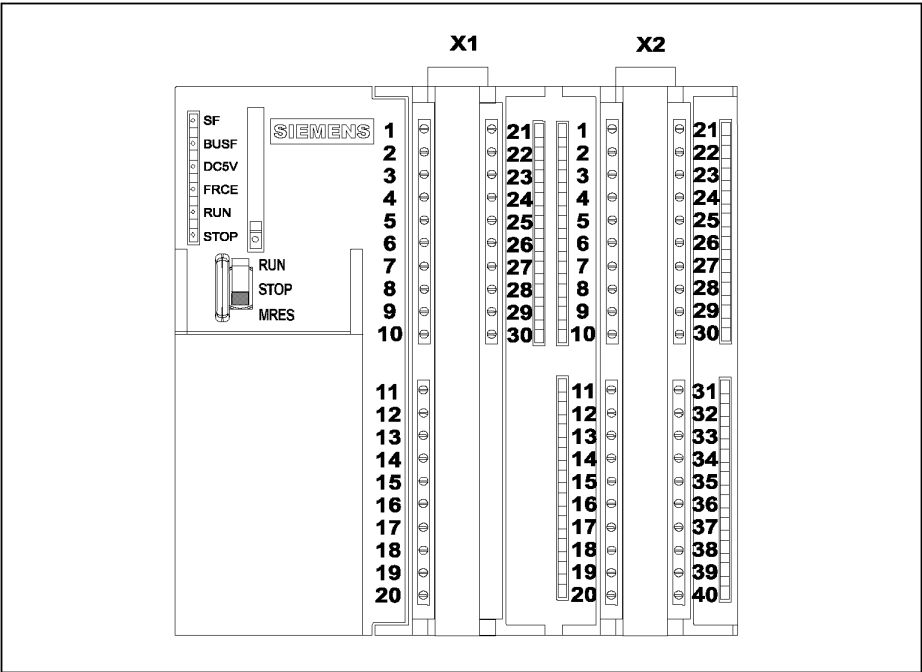 X1 X2
SF
BUSF
DC5V
FRCE
RUN
STOP
SIEMENS
RUN
STOP
MRES
1 21 1 21
2 22 2 22
3 23 3 23
4 24 4 24
5 25 5 25
6 26 6 26
7 27 7 27
8 28 8 28
9 29 9 29
10 30 10 30
11 11 31
12 12 32
13 13 33
14 14 34
15 15 35
16 16 36
17 17 37
18 18 38
19 19 39
20 20 40